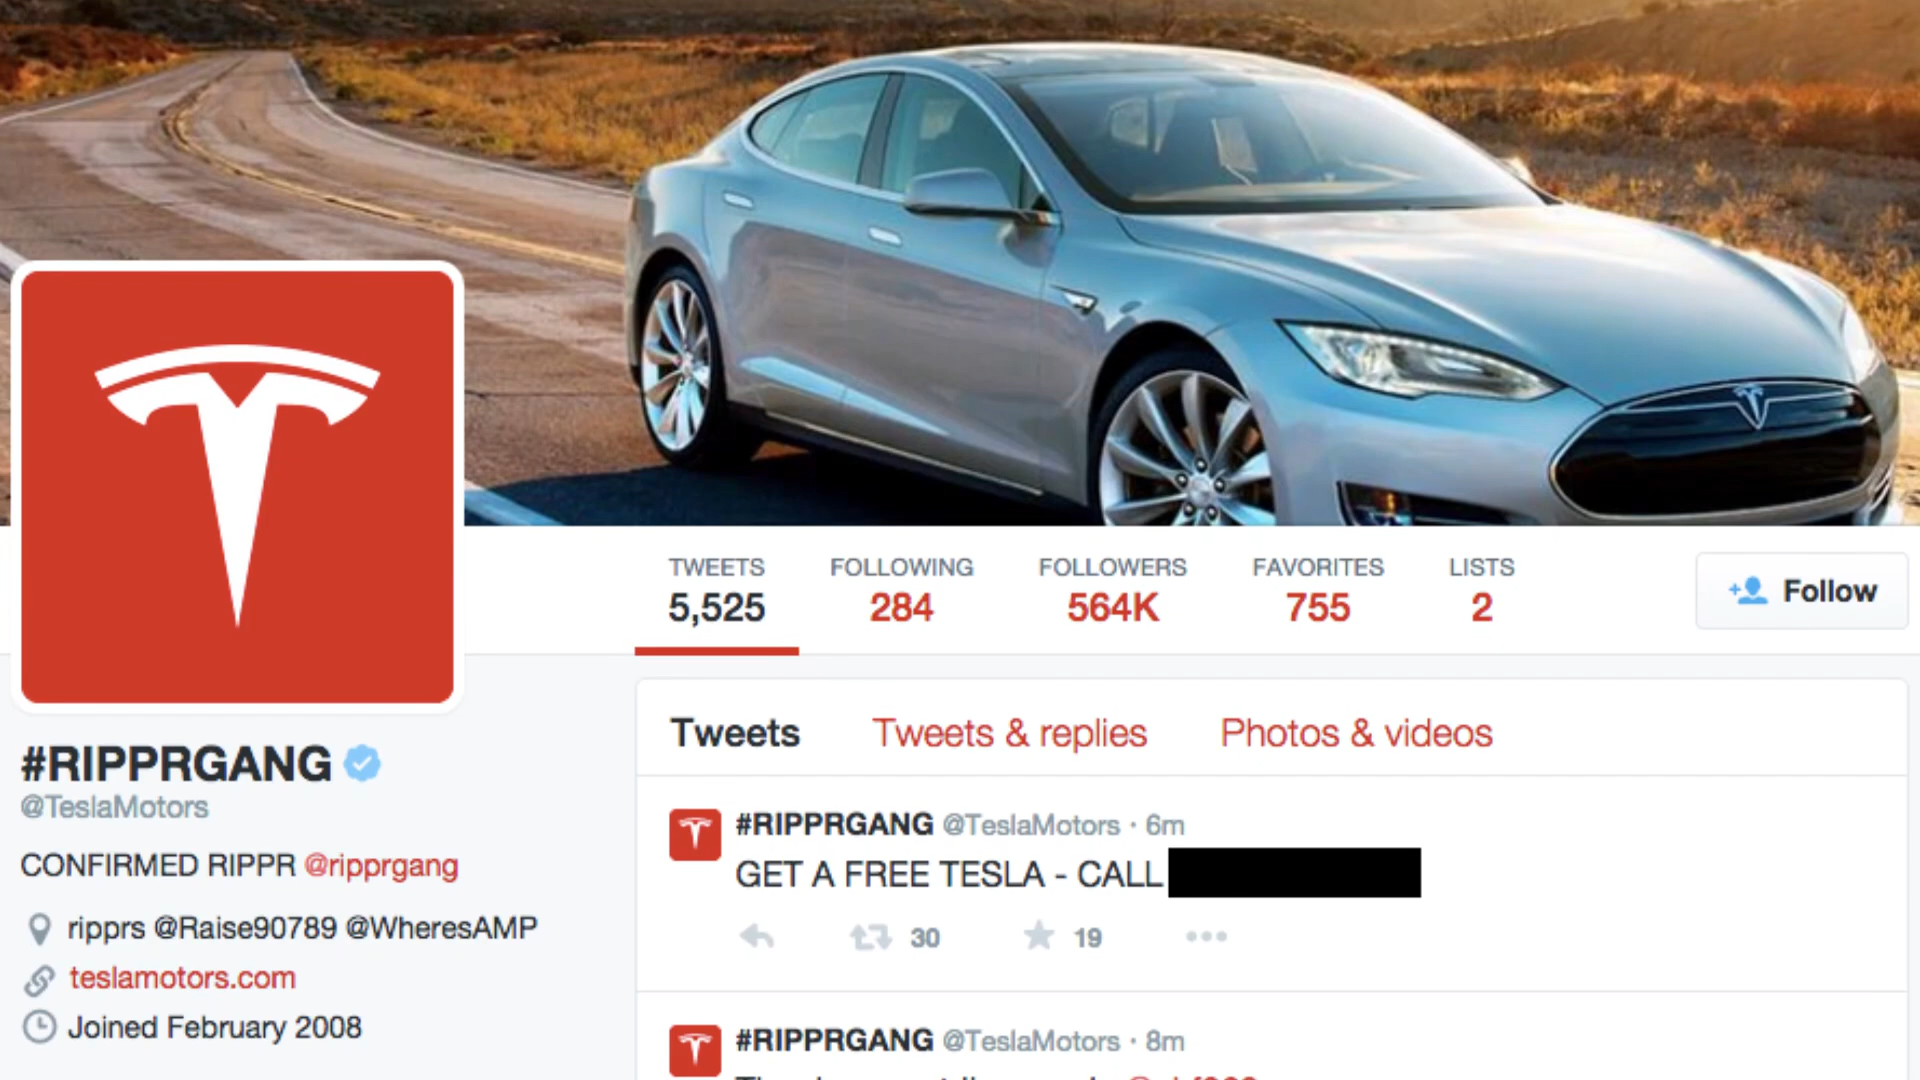 TWEETS FOLLOWING FOLLOWERS FAVORITES LISTS
5,525 284 564K 755 2
Follow
#RIPPRGANG
@TeslaMotors
CONFIRMED RIPPR @ripprgang
ripprs @Raise90789 @WheresAMP
teslamotors.com
Joined February 2008
Tweets Tweets & replies Photos & videos
#RIPPRGANG @TeslaMotors · 6m
GET A FREE TESLA - CALL
30 19
#RIPPRGANG @TeslaMotors · 8m